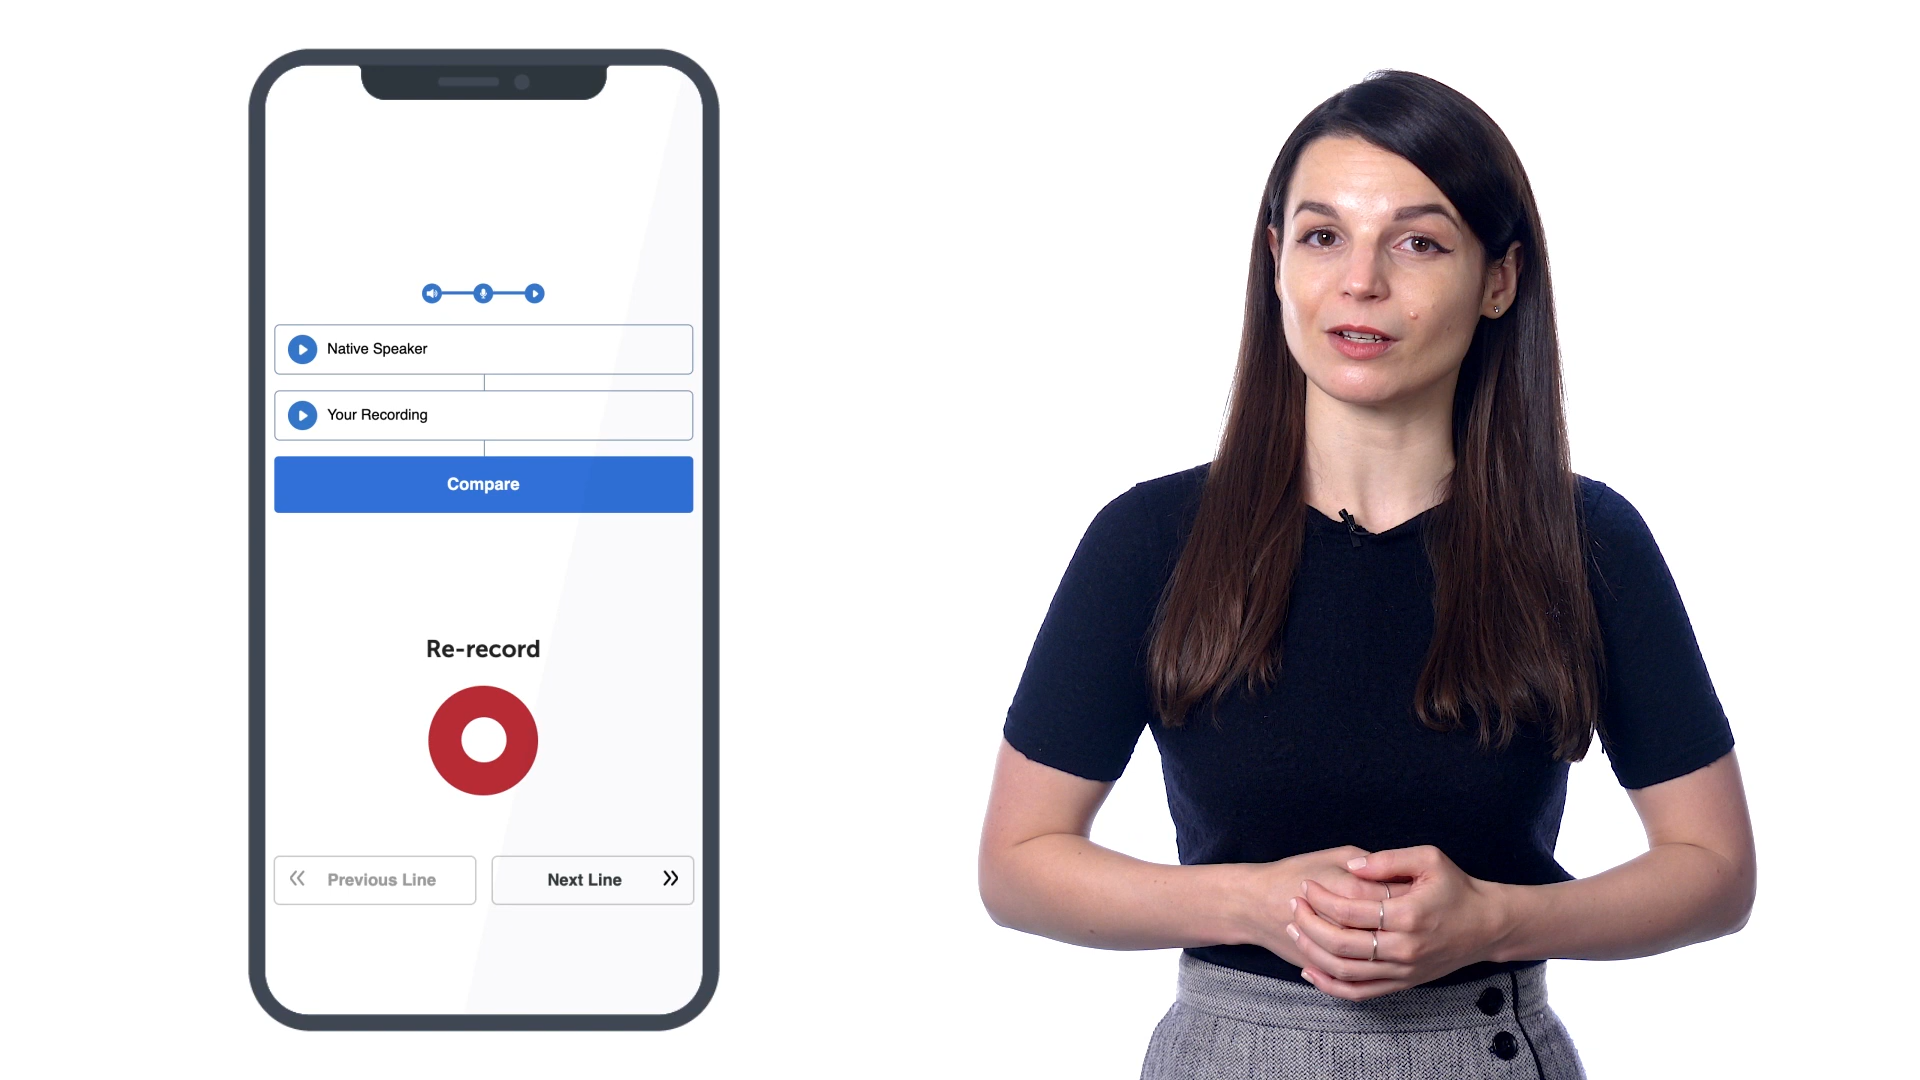 Native Speaker
Your Recording
Compare
Re-record
Previous Line
Next Line